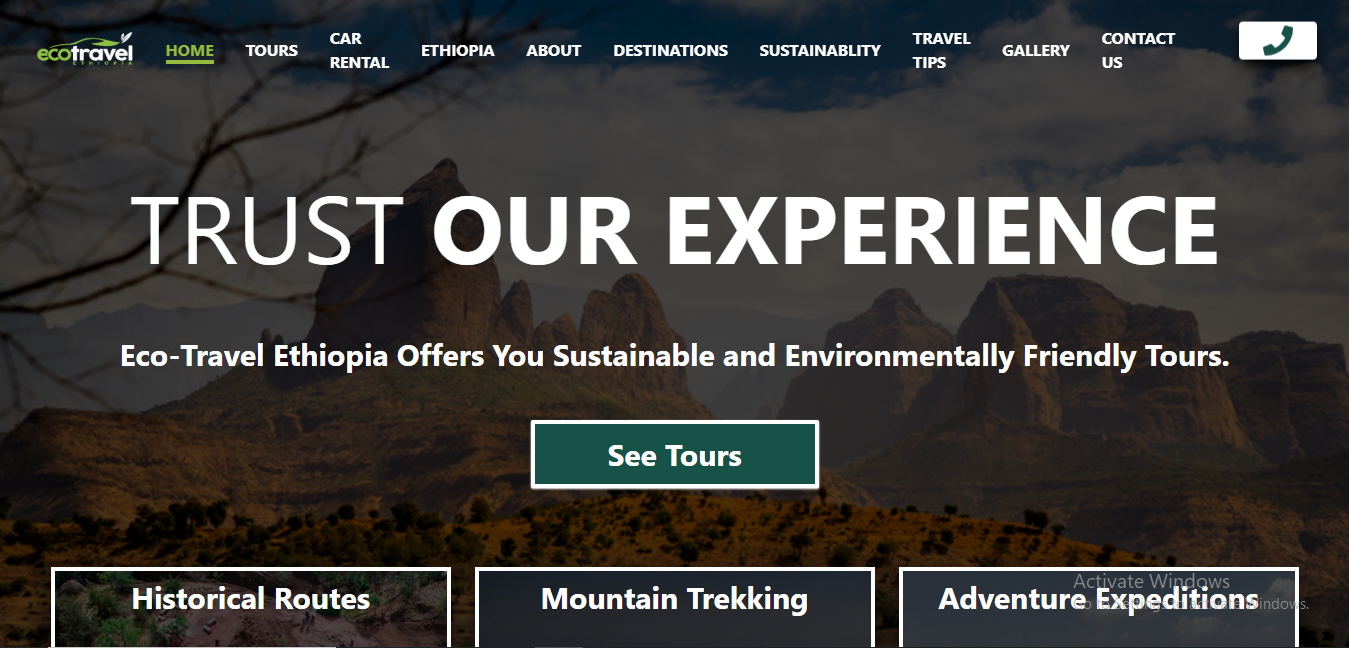 ecotravel
ETHIOPIA
HOME
TOURS
CAR
RENTAL
ETHIOPIA
ABOUT
DESTINATIONS
SUSTAINABLITY
TRAVEL
TIPS
GALLERY
CONTACT
US
TRUST OUR EXPERIENCE
Eco-Travel Ethiopia Offers You Sustainable and Environmentally Friendly Tours.
See Tours
Historical Routes
Mountain Trekking
Adventure Expeditions
Activate Windows
Go to Settings to activate Windows.